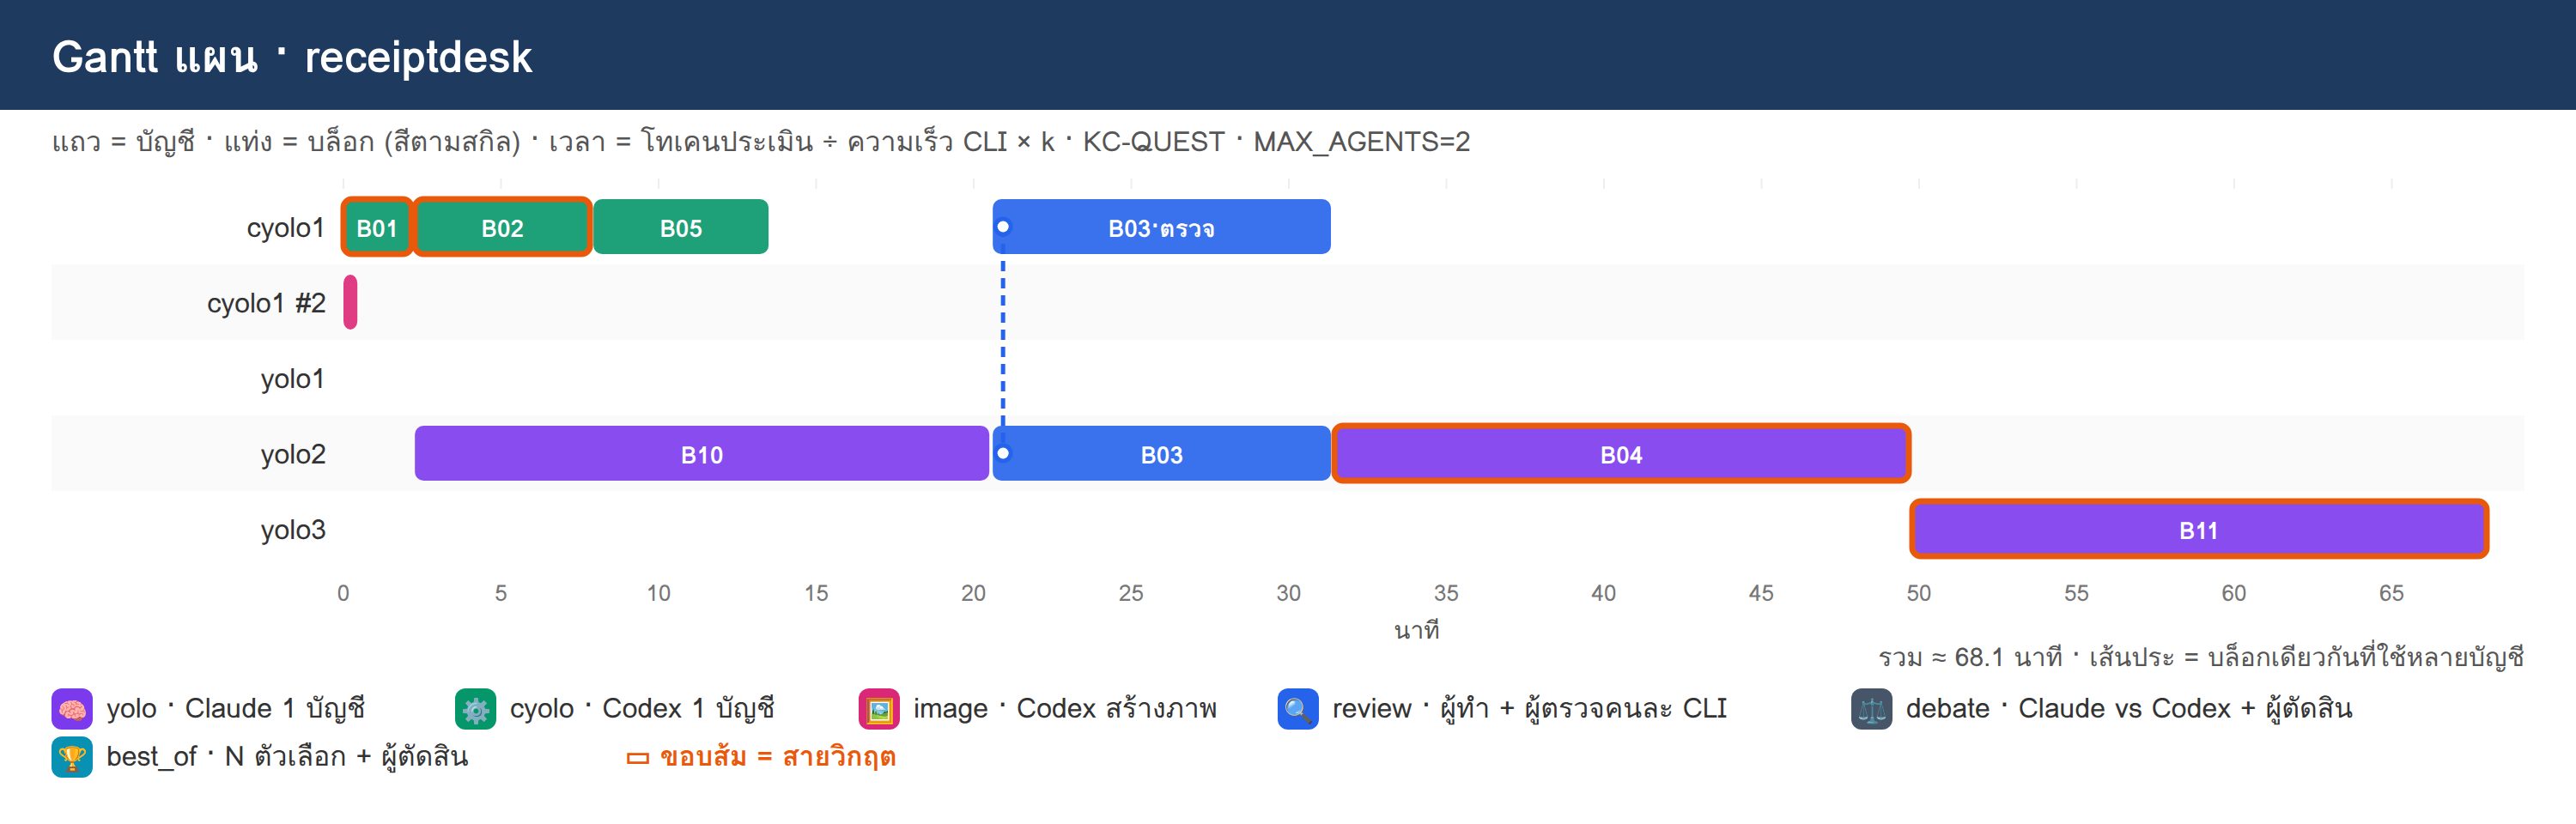 Gantt แผน · receiptdesk
แถว = บัญชี · แท่ง = บล็อก (สีตามสกิล) · เวลา = โทเคนประเมิน ÷ ความเร็ว CLI × k · KC-QUEST · MAX_AGENTS=2
cyolo1 B01 B02 B05 B03·ตรวจ
cyolo1 #2
yolo1
yolo2 B10 B03 B04
yolo3 B11
0 5 10 15 20 25 30 35 40 45 50 55 60 65
นาที
รวม ≈ 68.1 นาที · เส้นประ = บล็อกเดียวกันที่ใช้หลายบัญชี
yolo · Claude 1 บัญชี cyolo · Codex 1 บัญชี image · Codex สร้างภาพ review · ผู้ทำ + ผู้ตรวจคนละ CLI debate · Claude vs Codex + ผู้ตัดสิน
best_of · N ตัวเลือก + ผู้ตัดสิน ▭ ขอบส้ม = สายวิกฤต